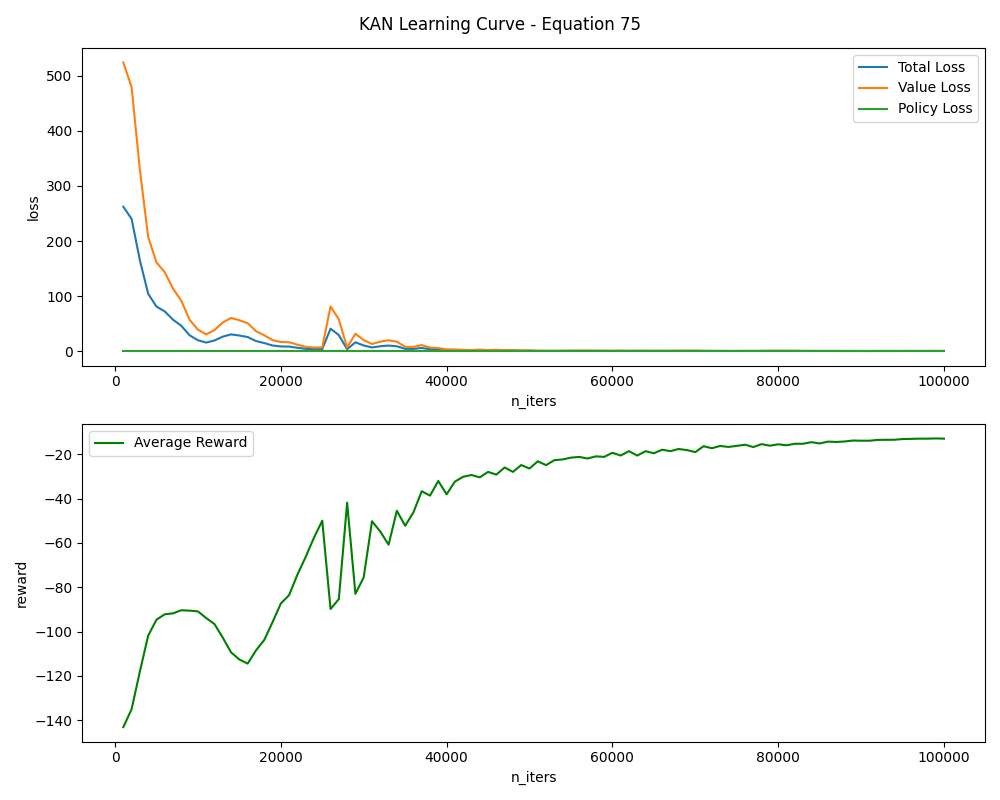 KAN Learning Curve - Equation 75
500
400
300
200
100
0
loss
Total Loss
Value Loss
Policy Loss
0 20000 40000 60000 80000 100000
n_iters
−20
−40
−60
−80
−100
−120
−140
reward
Average Reward
0 20000 40000 60000 80000 100000
n_iters